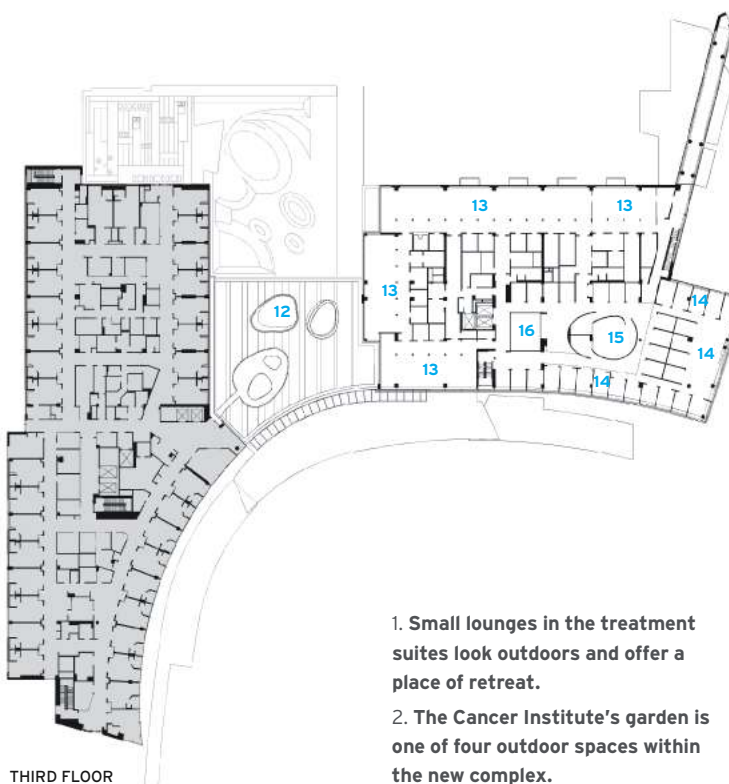 13
13
14
13
12
16
15
14
13
14
1. Small lounges in the treatment
suites look outdoors and offer a
place of retreat.
2. The Cancer Institute's garden is
one of four outdoor spaces within
the new complex.
THIRD FLOOR